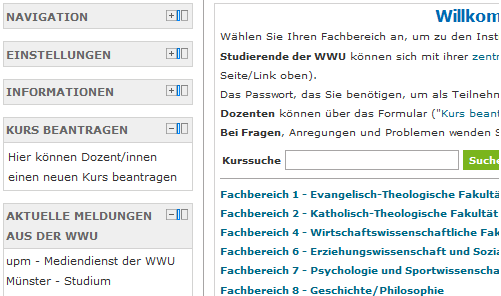 NAVIGATION
EINSTELLUNGEN
INFORMATIONEN
KURS BEANTRAGEN
Hier können Dozent/innen
einen neuen Kurs beantragen
AKTUELLE MELDUNGEN
AUS DER WWU
upm - Mediendienst der WWU
Münster - Studium
Willkom
Wählen Sie Ihren Fachbereich an, um zu den Inst
Studierende der WWU können sich mit ihrer zentr
Seite/Link oben).
Das Passwort, das Sie benötigen, um als Teilnehm
Dozenten können über das Formular ("Kurs beant
Bei Fragen, Anregungen und Problemen wenden S
Kurssuche Suche
Fachbereich 1 - Evangelisch-Theologische Fakultä
Fachbereich 2 - Katholisch-Theologische Fakultät
Fachbereich 4 - Wirtschaftswissenschaftliche Fak
Fachbereich 6 - Erziehungswissenschaft und Sozia
Fachbereich 7 - Psychologie und Sportwissenscha
Fachbereich 8 - Geschichte/Philosophie